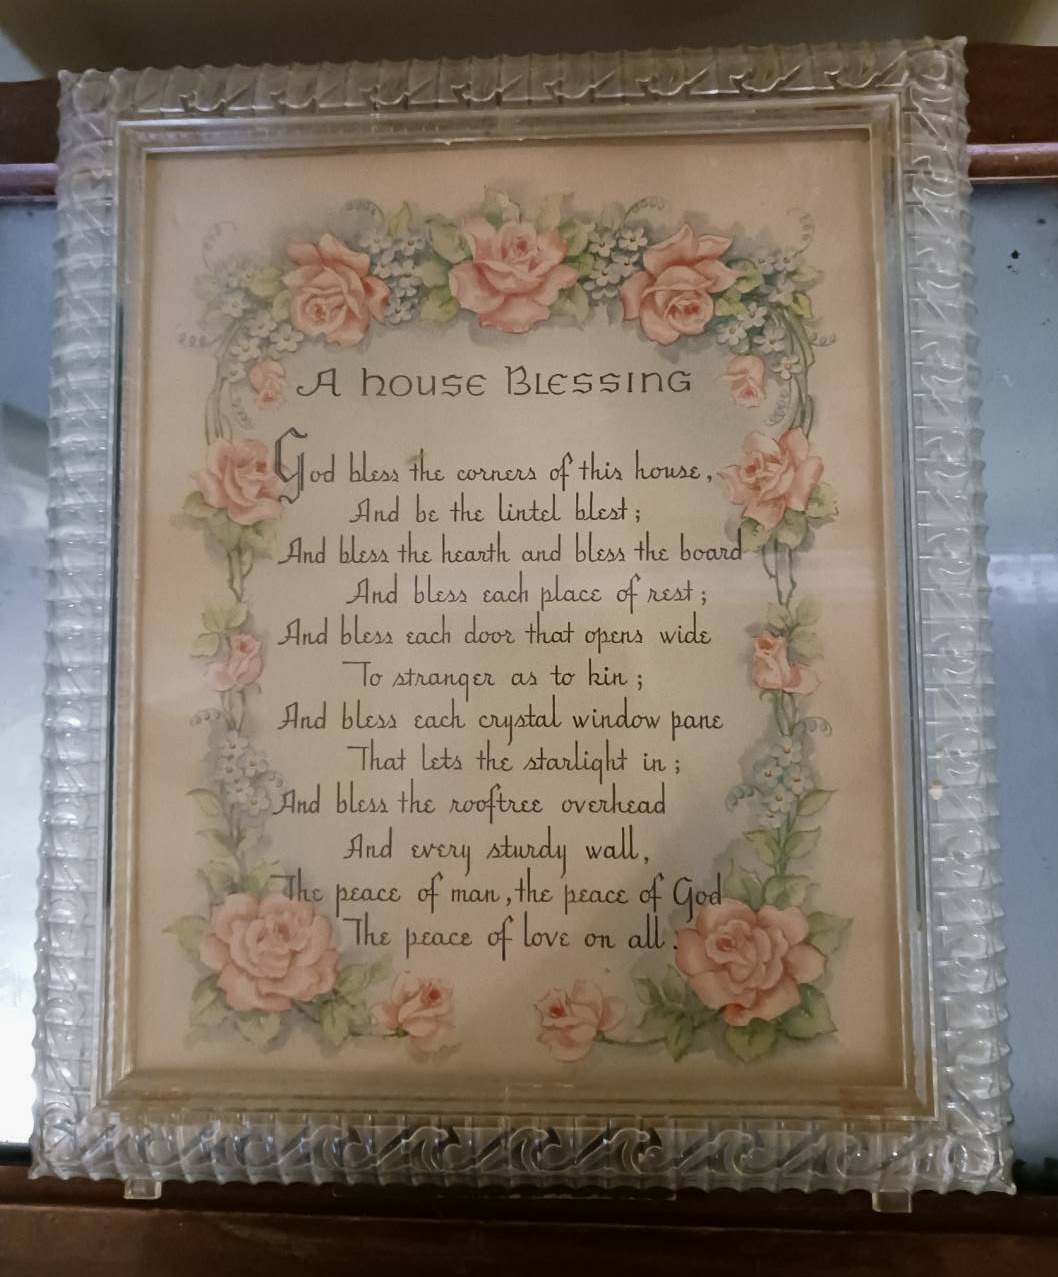 A House Blessing
God bless the corners of this house,
And be the lintel blest;
And bless the hearth and bless the board
And bless each place of rest;
And bless each door that opens wide
To stranger as to kin;
And bless each crystal window pane
That lets the starlight in;
And bless the rooftree overhead
And every sturdy wall,
The peace of man, the peace of God
The peace of love on all.